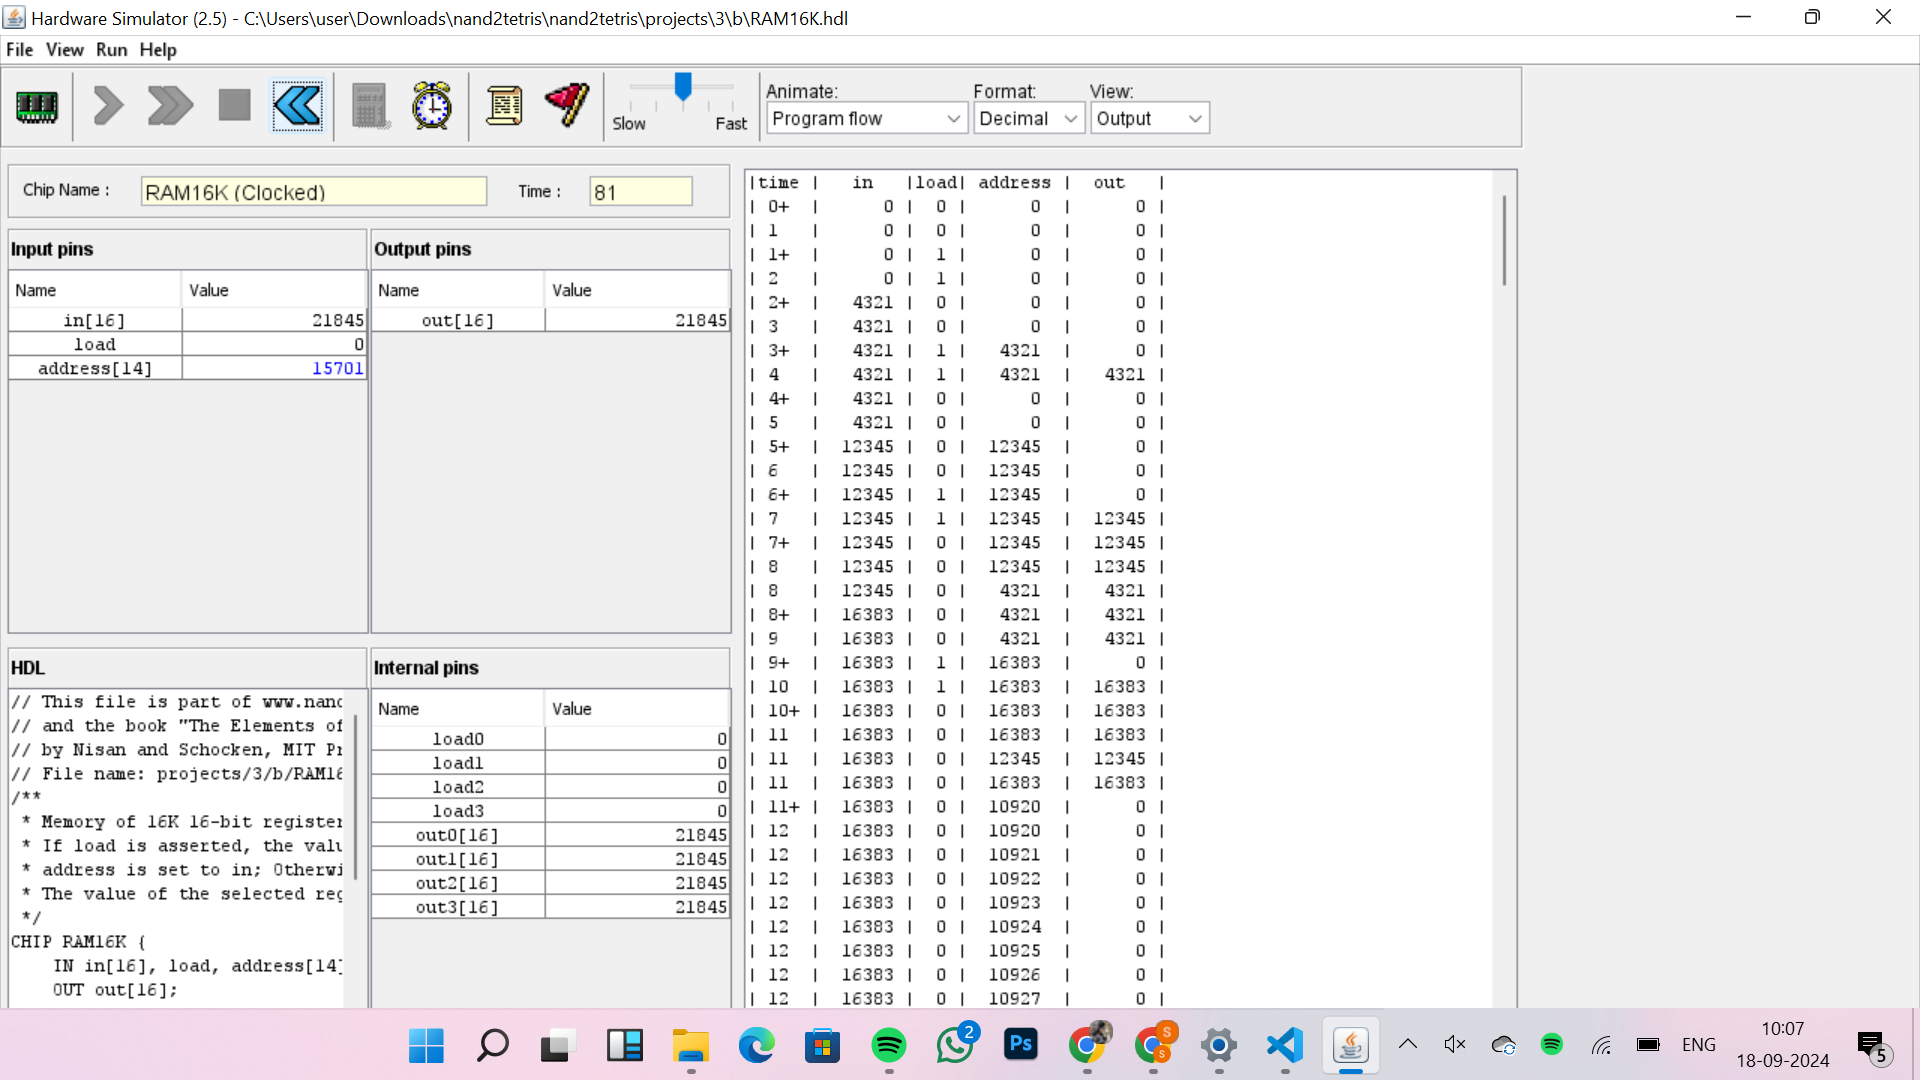 Hardware Simulator (2.5) - C:\Users\user\Downloads\nand2tetris\nand2tetris\projects\3\b\RAM16K.hdl
File View Run Help
Slow Fast
Animate: Format: View:
Program flow Decimal Output
Chip Name : RAM16K (Clocked) Time : 81
Input pins
Name Value
in[16] 21845
load 0
address[14] 15701
Output pins
Name Value
out[16] 21845
HDL
// This file is part of www.nand
// and the book "The Elements of
// by Nisan and Schocken, MIT Pr
// File name: projects/3/b/RAM16
/**
* Memory of 16K 16-bit register
* If load is asserted, the valu
* address is set to in; Otherwi
* The value of the selected reg
*/
CHIP RAM16K {
IN in[16], load, address[14]
OUT out[16];
Internal pins
Name Value
load0 0
load1 0
load2 0
load3 0
out0[16] 21845
out1[16] 21845
out2[16] 21845
out3[16] 21845
|time | in |load| address | out |
| 0+ | 0 | 0 | 0 | 0 |
| 1 | 0 | 0 | 0 | 0 |
| 1+ | 0 | 1 | 0 | 0 |
| 2 | 0 | 1 | 0 | 0 |
| 2+ | 4321 | 0 | 0 | 0 |
| 3 | 4321 | 0 | 0 | 0 |
| 3+ | 4321 | 1 | 4321 | 0 |
| 4 | 4321 | 1 | 4321 | 4321 |
| 4+ | 4321 | 0 | 0 | 0 |
| 5 | 4321 | 0 | 0 | 0 |
| 5+ | 12345 | 0 | 12345 | 0 |
| 6 | 12345 | 0 | 12345 | 0 |
| 6+ | 12345 | 1 | 12345 | 0 |
| 7 | 12345 | 1 | 12345 | 12345 |
| 7+ | 12345 | 0 | 12345 | 12345 |
| 8 | 12345 | 0 | 12345 | 12345 |
| 8 | 12345 | 0 | 4321 | 4321 |
| 8+ | 16383 | 0 | 4321 | 4321 |
| 9 | 16383 | 0 | 4321 | 4321 |
| 9+ | 16383 | 1 | 16383 | 0 |
| 10 | 16383 | 1 | 16383 | 16383 |
| 10+ | 16383 | 0 | 16383 | 16383 |
| 11 | 16383 | 0 | 16383 | 16383 |
| 11 | 16383 | 0 | 12345 | 12345 |
| 11 | 16383 | 0 | 16383 | 16383 |
| 11+ | 16383 | 0 | 10920 | 0 |
| 12 | 16383 | 0 | 10920 | 0 |
| 12 | 16383 | 0 | 10921 | 0 |
| 12 | 16383 | 0 | 10922 | 0 |
| 12 | 16383 | 0 | 10923 | 0 |
| 12 | 16383 | 0 | 10924 | 0 |
| 12 | 16383 | 0 | 10925 | 0 |
| 12 | 16383 | 0 | 10926 | 0 |
| 12 | 16383 | 0 | 10927 | 0 |
2
Ps
S
S
ENG
10:07
18-09-2024
5